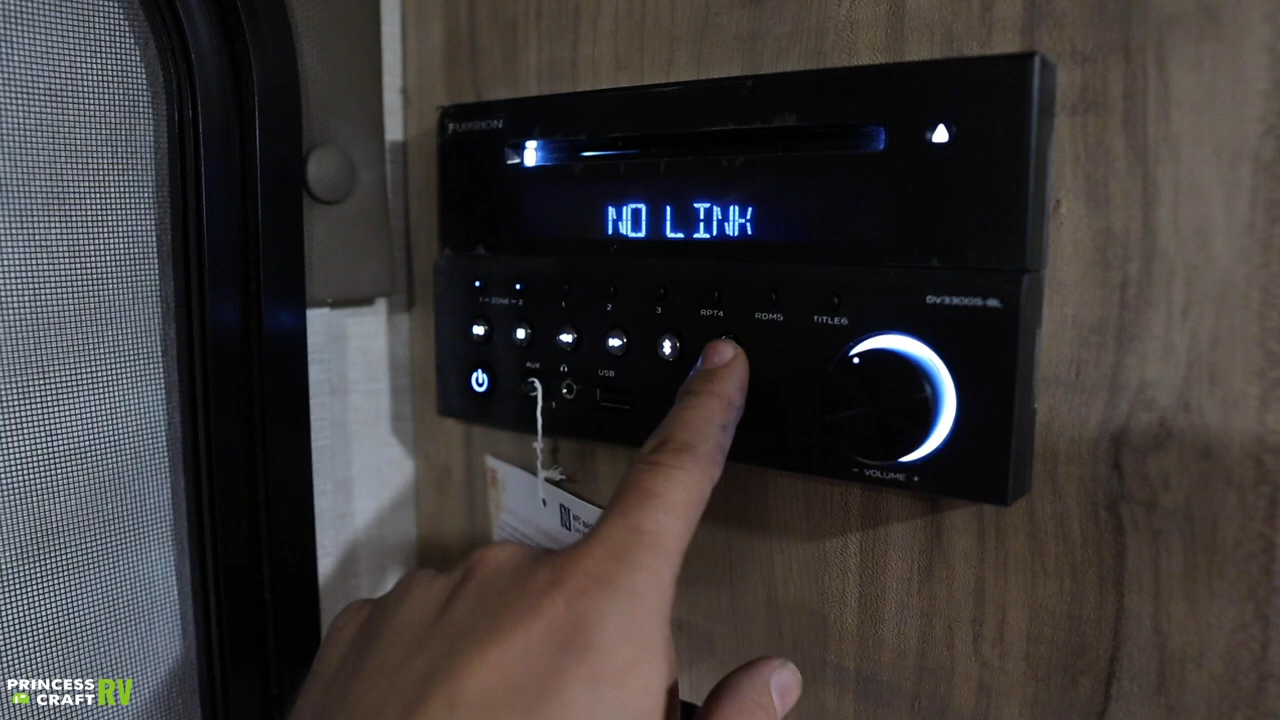 FURRION
NO LINK
DV3300S-BL
1 - ZONE - 2
1
2
3
RPT4
RDM5
TITLE6
AUX
USB
- VOLUME +
PRINCESS
CRAFT
RV